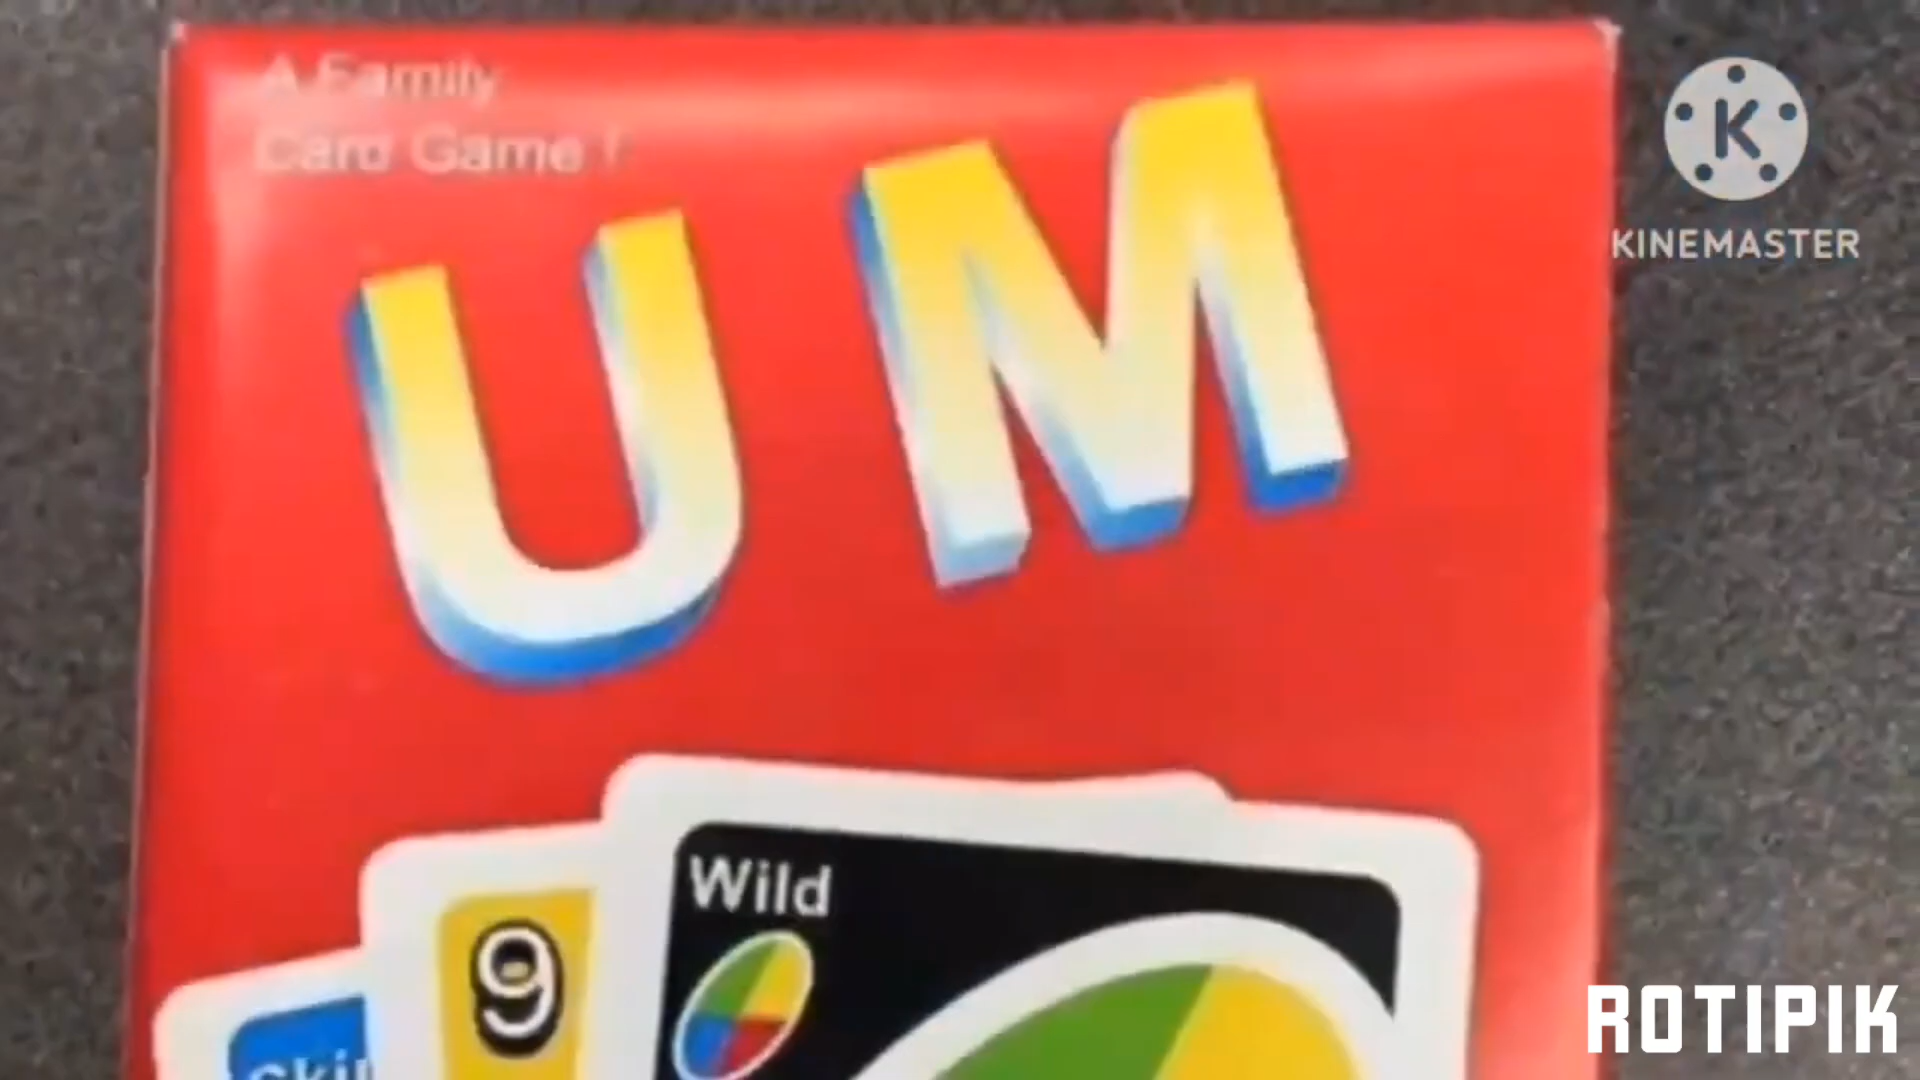 A Family
Card Game !
UM
K
KINEMASTER
Wild
9
ROTIPIK